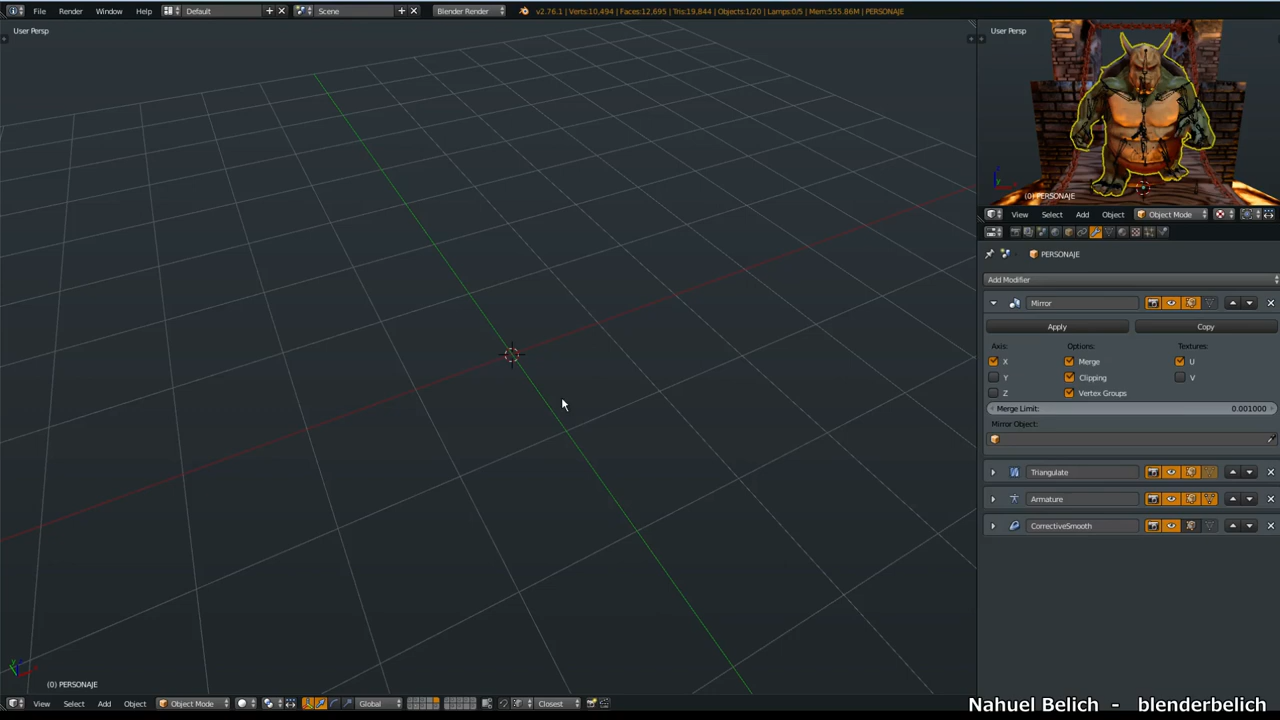 File Render Window Help Default Scene Blender Render v2.76.1 | Verts:10,494 | Faces:12,695 | Tris:19,844 | Objects:1/20 | Lamps:0/5 | Mem:555.86M | PERSONAJE
User Persp
User Persp
(0) PERSONAJE
View Select Add Object Object Mode
PERSONAJE
Add Modifier
Mirror
Apply Copy
Axis: Options: Textures:
X Merge U
Y Clipping V
Z Vertex Groups
Merge Limit: 0.001000
Mirror Object:
Triangulate
Armature
CorrectiveSmooth
(0) PERSONAJE
View Select Add Object Object Mode Global Closest
Nahuel Belich - blenderbelich